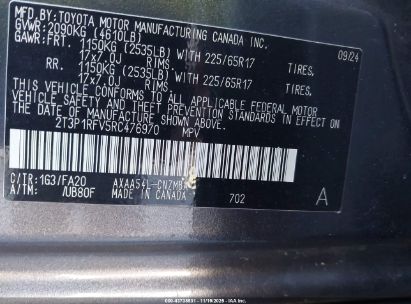 MFD.BY:TOYOTA MOTOR MANUFACTURING CANADA INC.
GVWR:2090KG (4610LB) 09/24
GAWR:FRT. 1150KG (2535LB) WITH 225/65R17 TIRES,
17x7.0J RIMS,
RR. 1150KG (2535LB) WITH 225/65R17 TIRES,
17x7.0J
THIS VEHICLE CONFORMS TO ALL APPLICABLE FEDERAL MOTOR
VEHICLE SAFETY AND
THEFT PREVENTION STANDARDS IN EFFECT ON THE DATE OF
MANUFACTURE SHOWN ABOVE.
2T3P1RFV5RC476970 MPV
C/TR:1G3/FA20
A/TM: /UB80F
MADE IN CANADA 702 A